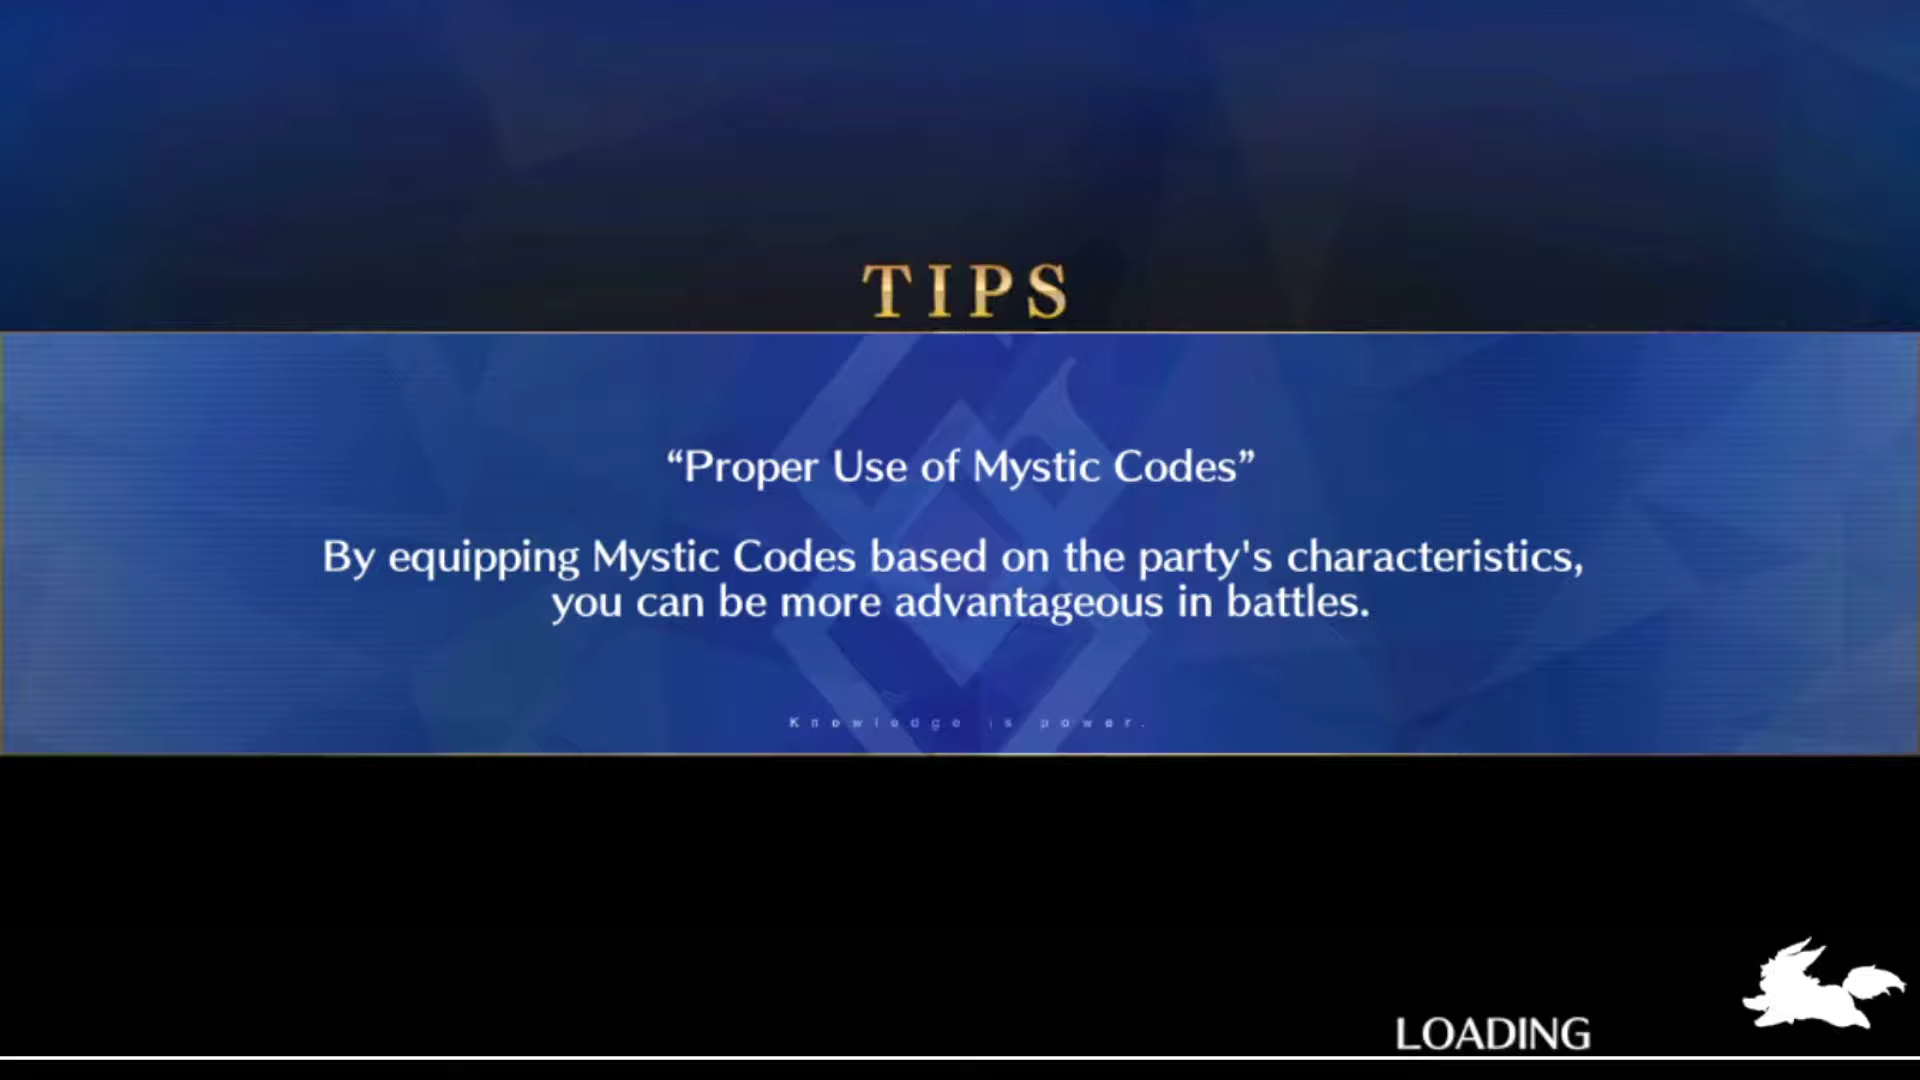 TIPS
“Proper Use of Mystic Codes”
By equipping Mystic Codes based on the party's characteristics,
you can be more advantageous in battles.
Knowledge is power.
LOADING